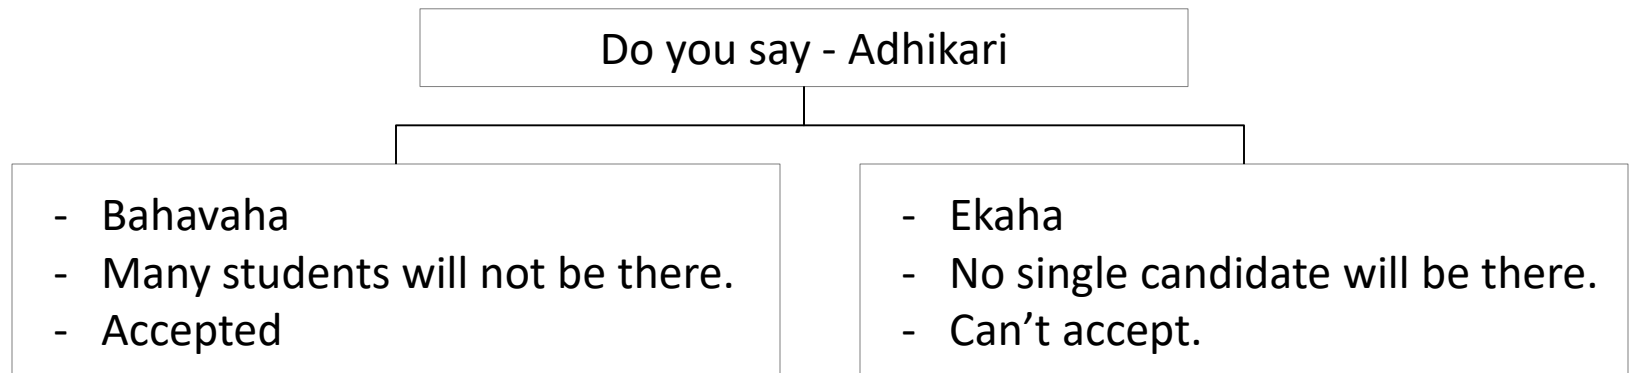 Do you say - Adhikari
- Bahavaha
- Many students will not be there.
- Accepted
- Ekaha
- No single candidate will be there.
- Can’t accept.